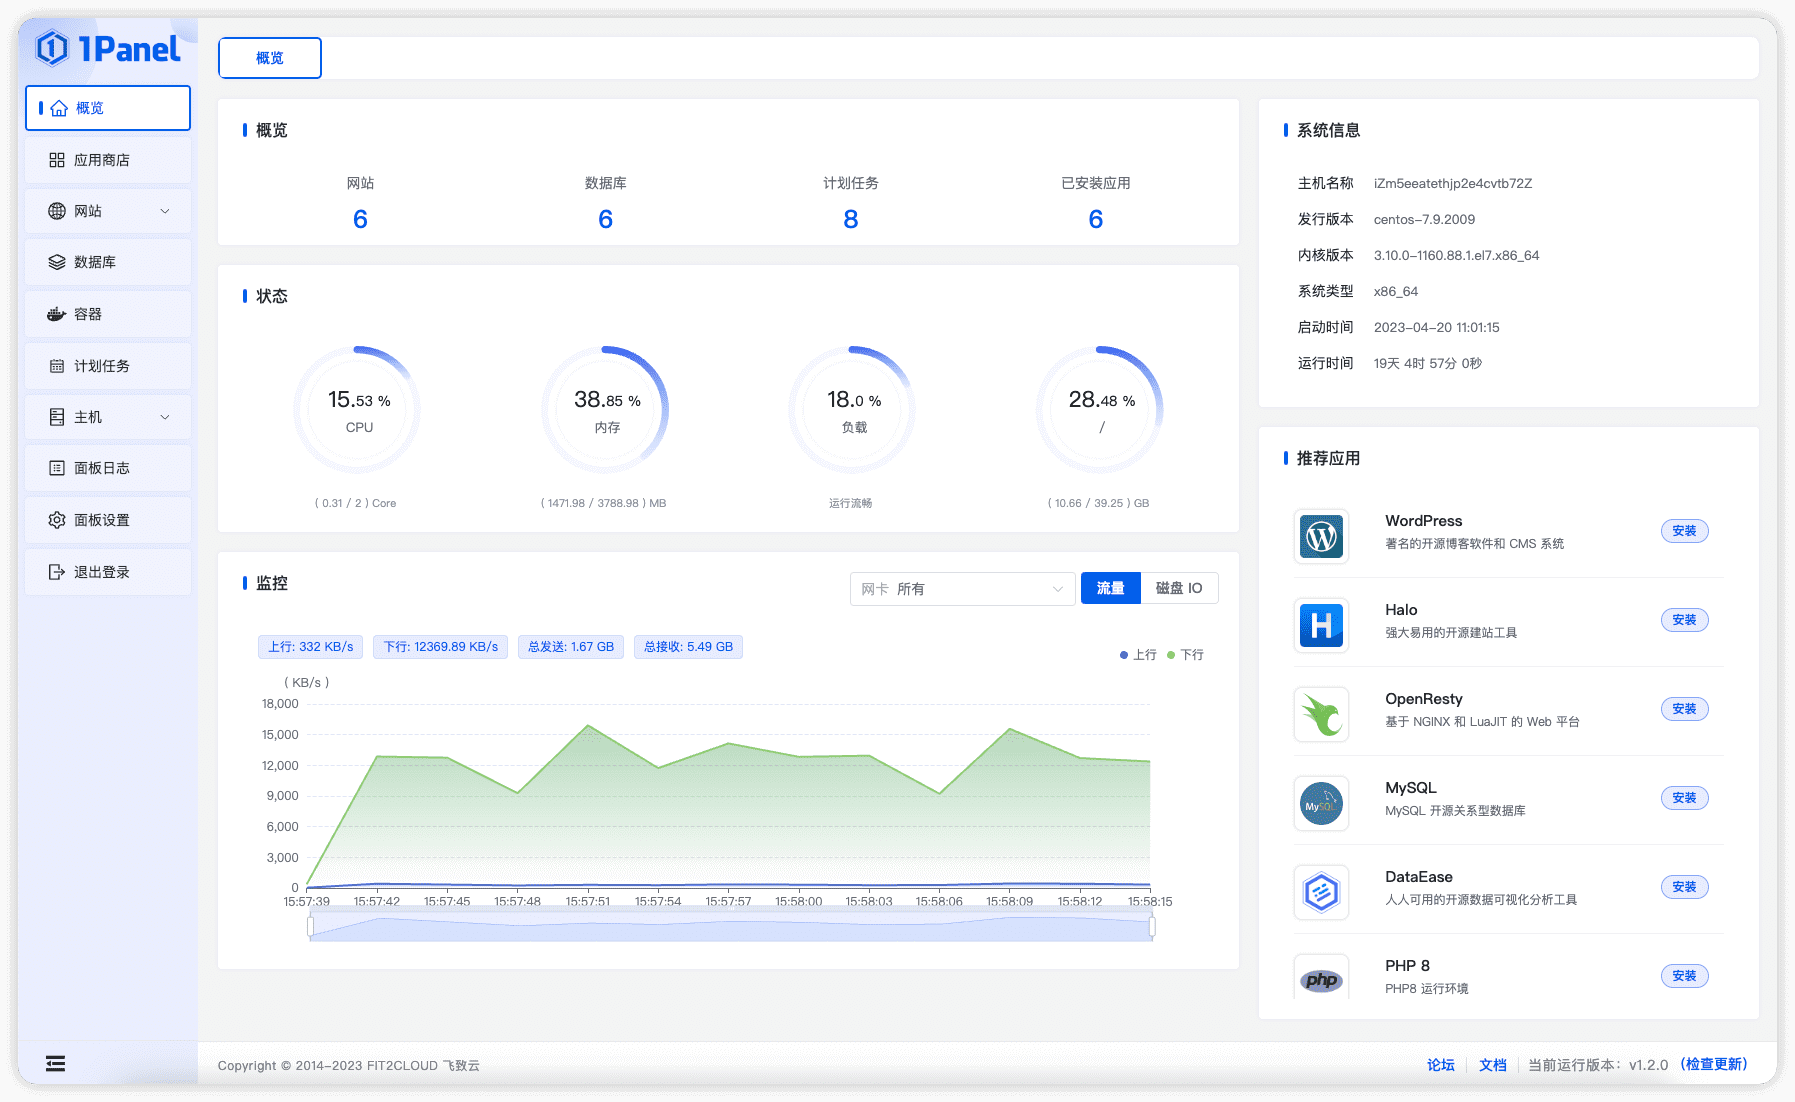 1Panel
概览
应用商店
网站
数据库
容器
计划任务
主机
面板日志
面板设置
退出登录
概览
概览
网站
数据库
计划任务
已安装应用
6
6
8
6
状态
15.53 %
CPU
( 0.31 / 2 ) Core
38.85 %
内存
( 1471.98 / 3788.98 ) MB
18.0 %
负载
运行流畅
28.48 %
/
( 10.66 / 39.25 ) GB
监控
网卡 所有
流量
磁盘 IO
上行: 332 KB/s
下行: 12369.89 KB/s
总发送: 1.67 GB
总接收: 5.49 GB
上行
下行
( KB/s )
18,000
15,000
12,000
9,000
6,000
3,000
0
15:57:39
15:57:42
15:57:45
15:57:48
15:57:51
15:57:54
15:57:57
15:58:00
15:58:03
15:58:06
15:58:09
15:58:12
15:58:15
系统信息
主机名称 iZm5eeatethjp2e4cvtb72Z
发行版本 centos-7.9.2009
内核版本 3.10.0-1160.88.1.el7.x86_64
系统类型 x86_64
启动时间 2023-04-20 11:01:15
运行时间 19天 4时 57分 0秒
推荐应用
WordPress
著名的开源博客软件和 CMS 系统
安装
Halo
强大易用的开源建站工具
安装
OpenResty
基于 NGINX 和 LuaJIT 的 Web 平台
安装
MySQL
MySQL
MySQL 开源关系型数据库
安装
DataEase
人人可用的开源数据可视化分析工具
安装
php
PHP 8
PHP8 运行环境
安装
Copyright © 2014-2023 FIT2CLOUD 飞致云
论坛
文档
当前运行版本：v1.2.0
(检查更新)